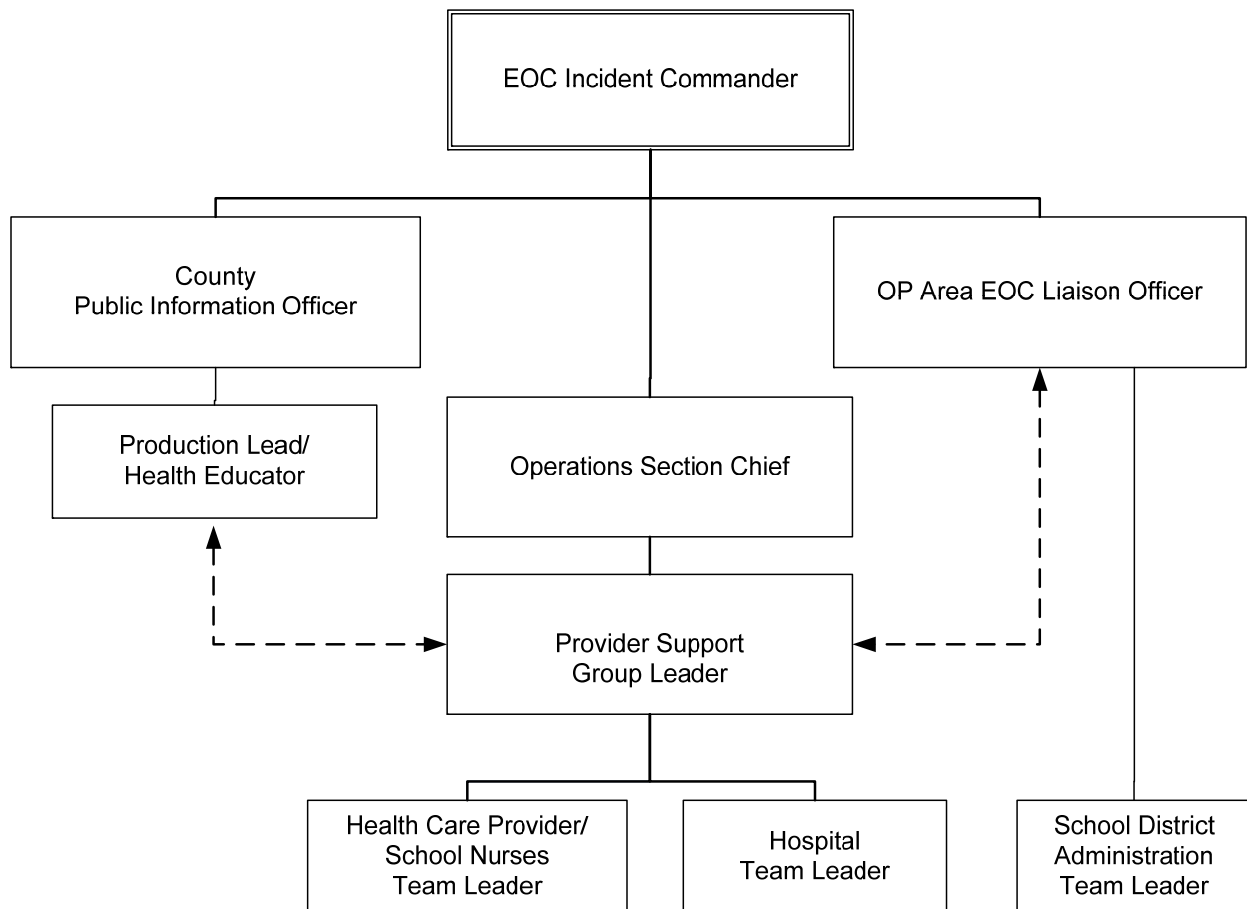 EOC Incident Commander
County
Public Information Officer
OP Area EOC Liaison Officer
Production Lead/
Health Educator
Operations Section Chief
Provider Support
Group Leader
Health Care Provider/
School Nurses
Team Leader
Hospital
Team Leader
School District
Administration
Team Leader